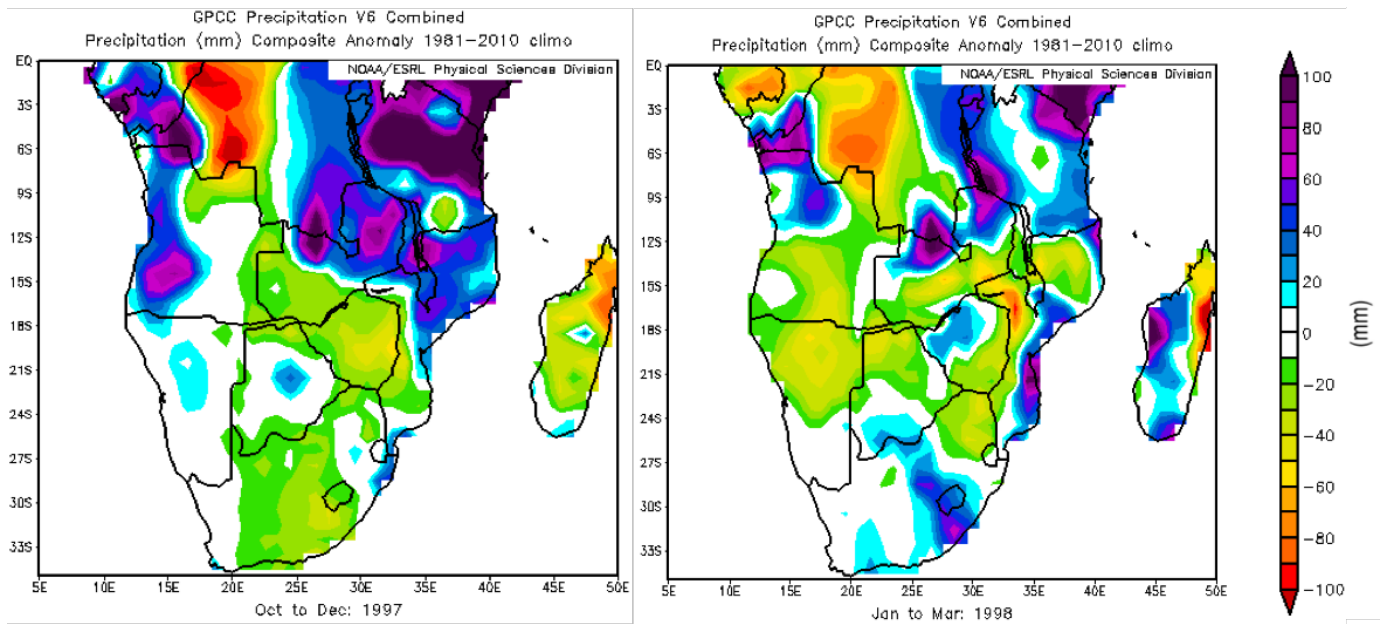 GPCC Precipitation V6 Combined
Precipitation (mm) Composite Anomaly 1981-2010 climo
NOAA/ESRL Physical Sciences Division
EQ
3S
6S
9S
12S
15S
18S
21S
24S
27S
30S
33S
5E 10E 15E 20E 25E 30E 35E 40E 45E 50E
Oct to Dec: 1997
GPCC Precipitation V6 Combined
Precipitation (mm) Composite Anomaly 1981-2010 climo
NOAA/ESRL Physical Sciences Division
EQ
3S
6S
9S
12S
15S
18S
21S
24S
27S
30S
33S
5E 10E 15E 20E 25E 30E 35E 40E 45E 50E
Jan to Mar: 1998
100
80
60
40
20
0
-20
-40
-60
-80
-100
(mm)